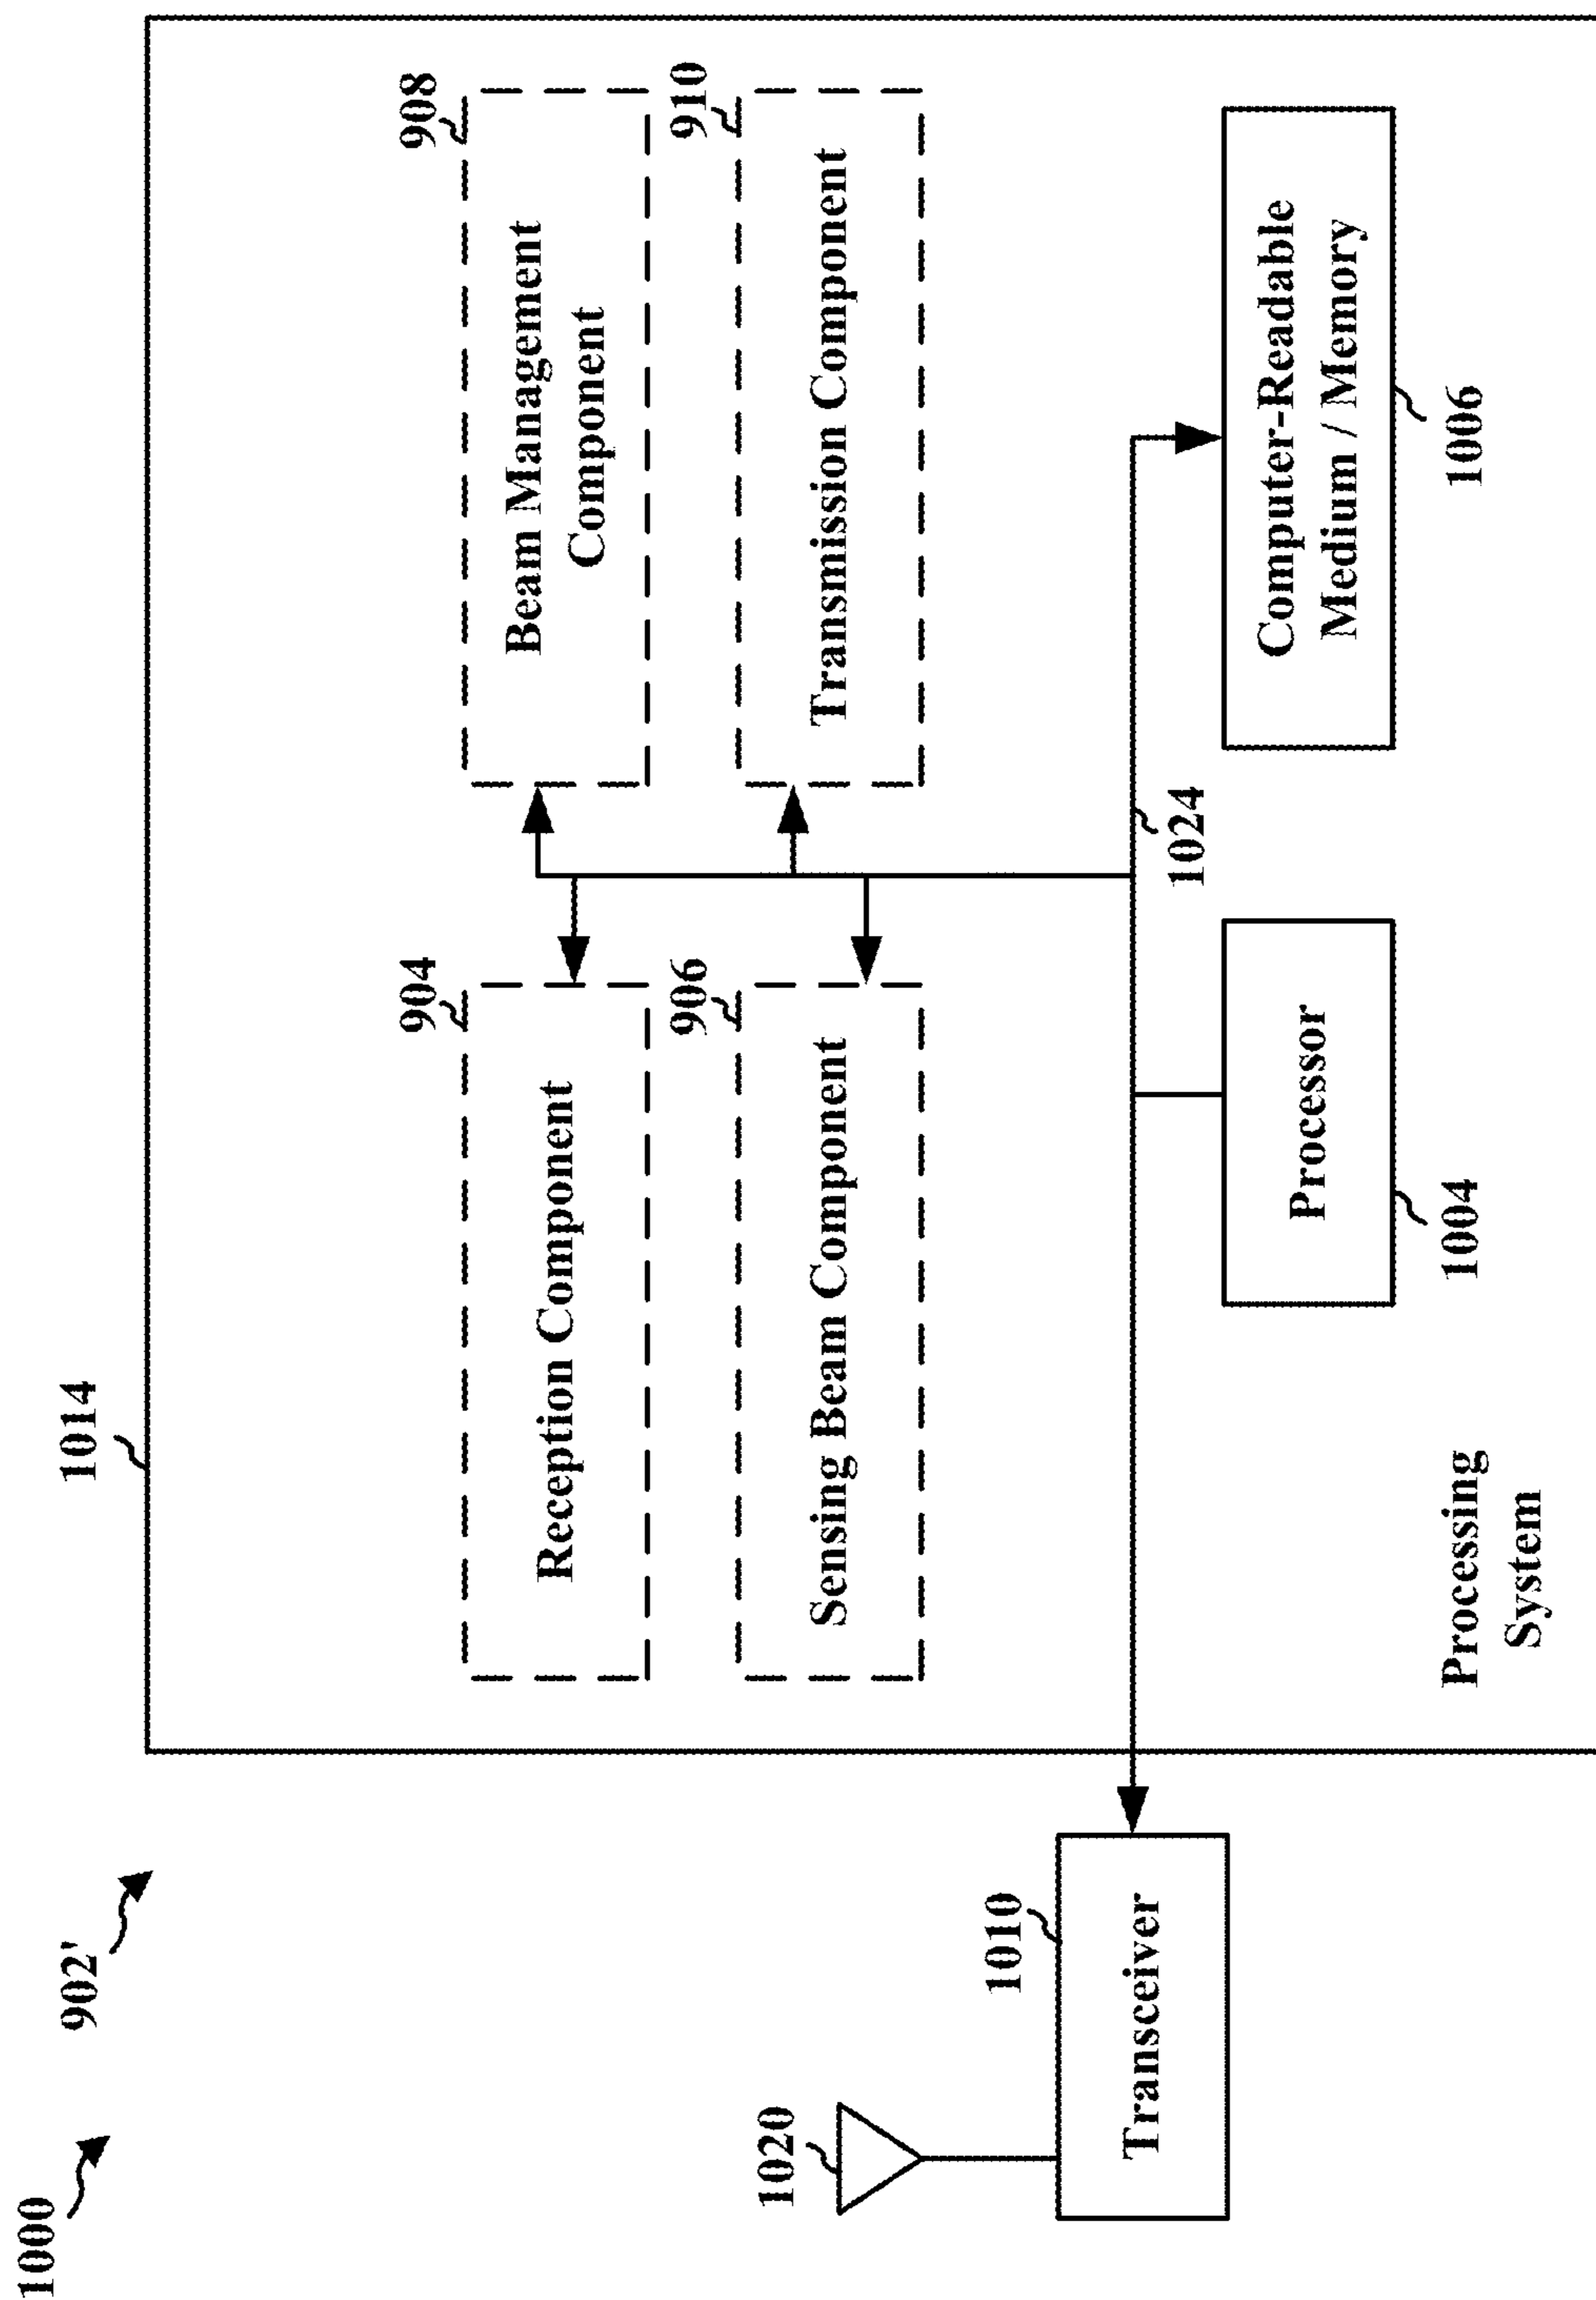 1000
902'
1014
904
Reception Component
908
Beam Management
Component
906
Sensing Beam Component
910
Transmission Component
1020
1010
Transceiver
1024
Processor
1004
Computer-Readable
Medium / Memory
1006
Processing
System